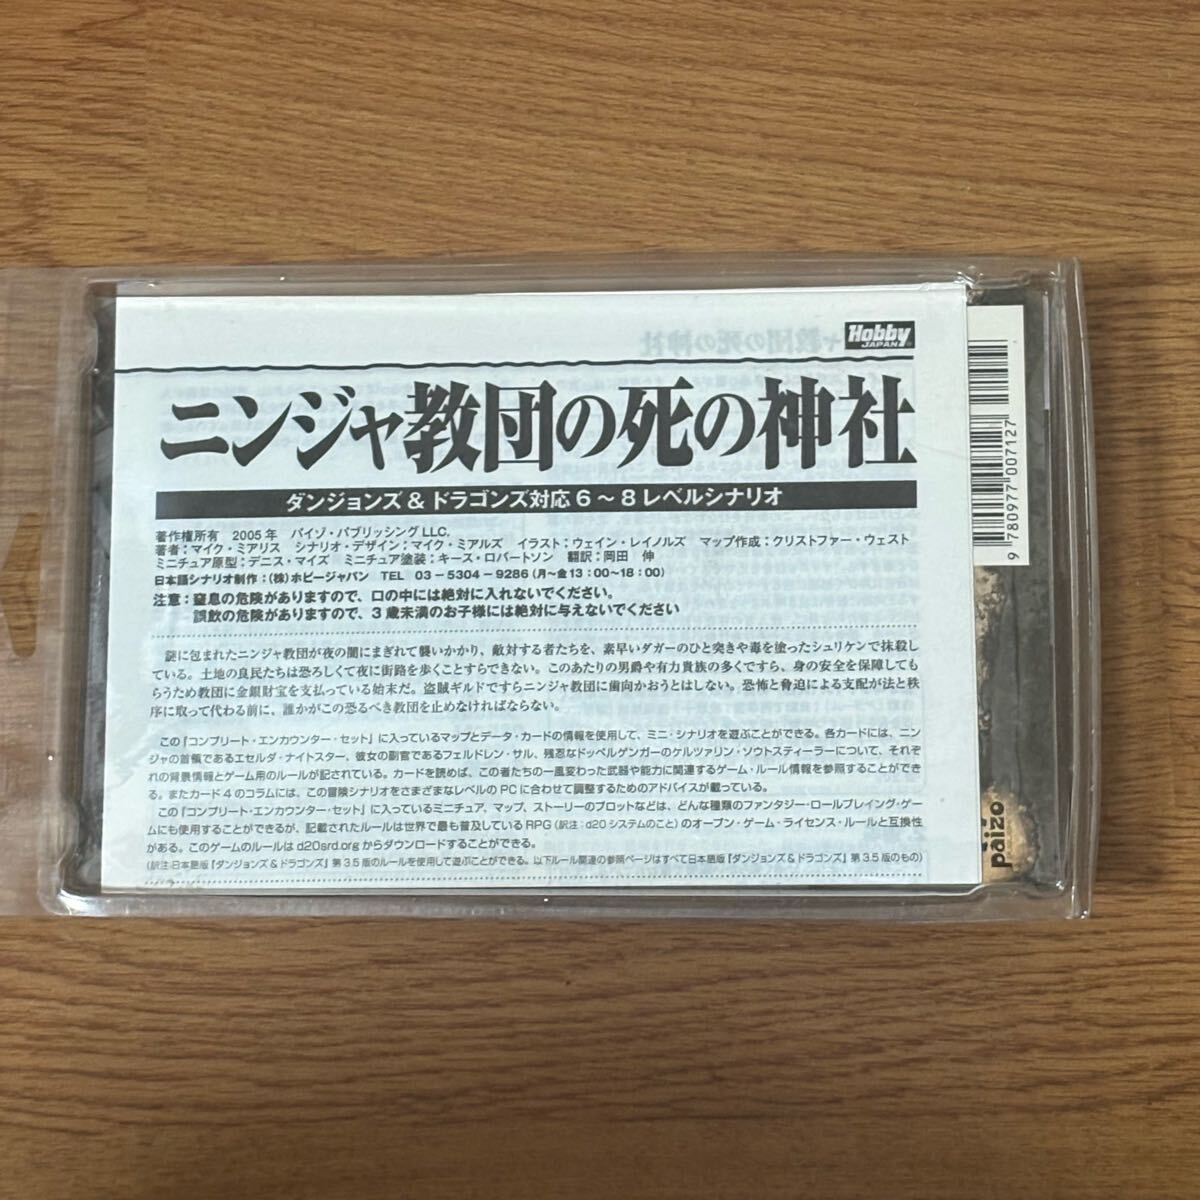 Hobby
JAPAN
ニンジャ教団の死の神社
ダンジョンズ&ドラゴンズ対応6～8レベルシナリオ
著作権所有 2005年 パイゾ・パブリッシングLLC.
著者：マイク・ミアリス シナリオ・デザイン：マイク・ミアルズ イラスト：ウェイン・レイノルズ マップ作成：クリストファー・ウェスト
ミニチュア原型：デニス・マイズ ミニチュア塗装：キース・ロバートソン 翻訳：岡田 伸
日本語シナリオ制作：(株)ホビージャパン TEL 03-5304-9286(月～金13：00～18：00)
注意：窒息の危険がありますので、口の中には絶対に入れないでください。
誤飲の危険がありますので、3歳未満のお子様には絶対に与えないでください
謎に包まれたニンジャ教団が夜の闇にまぎれて襲いかかり、敵対する者たちを、素早いダガーのひと突きや毒を塗ったシュリケンで抹殺し
ている。土地の良民たちは恐ろしくて夜に街路を歩くことすらできない。このあたりの男爵や有力貴族の多くですら、身の安全を保障しても
らうため教団に金銀財宝を支払っている始末だ。盗賊ギルドですらニンジャ教団に歯向かおうとはしない。恐怖と脅迫による支配が法と秩
序に取って代わる前に、誰かがこの恐るべき教団を止めなければならない。
この『コンプリート・エンカウンター・セット』に入っているマップとデータ・カードの情報を使用して、ミニ・シナリオを遊ぶことができる。各カードには、ニン
ジャの首領であるエセルダ・ナイトスター、彼女の副官であるフェルドレン・サル、残忍なドッペルゲンガーのケルツァリン・ソウトスティーラーについて、それぞ
れの背景情報とゲーム用のルールが記されている。カードを読めば、この者たちの一風変わった武器や能力に関連するゲーム・ルール情報を参照することができ
る。またカード4のコラムには、この冒険シナリオをさまざまなレベルのPCに合わせて調整するためのアドバイスが載っている。
この『コンプリート・エンカウンター・セット』に入っているミニチュア、マップ、ストーリーのプロットなどは、どんな種類のファンタジー・ロールプレイング・ゲー
ムにも使用することができるが、記載されたルールは世界で最も普及しているRPG(訳注：d20システムのこと)のオープン・ゲーム・ライセンス・ルールと互換性
がある。このゲームのルールはd20srd.orgからダウンロードすることができる。
(訳注:日本語版『ダンジョンズ&ドラゴンズ』第3.5版のルールを使用して遊ぶことができる。以下ルール関連の参照ページはすべて日本語版『ダンジョンズ&ドラゴンズ』第3.5版のもの)
9 780977 007127
paizo